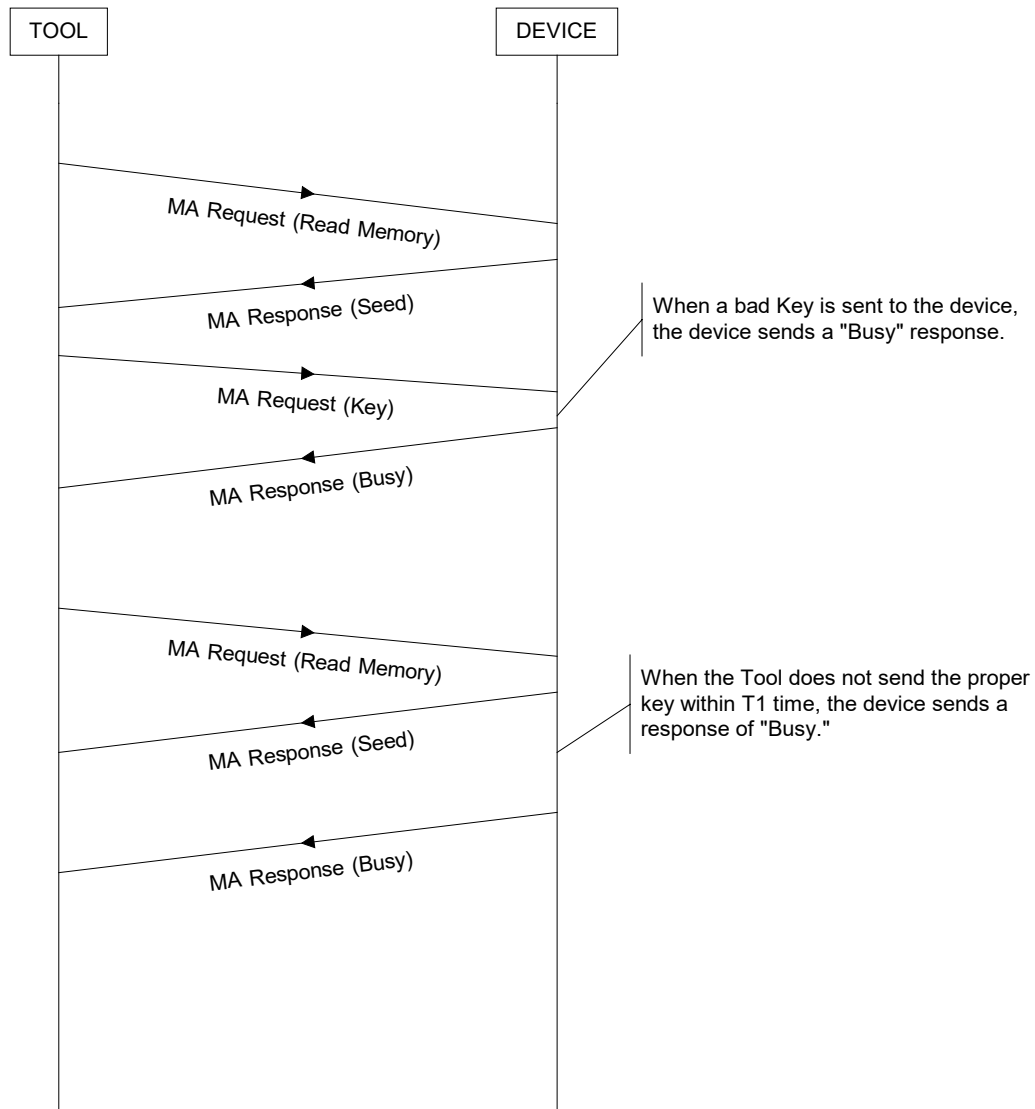 TOOL
DEVICE
MA Request (Read Memory)
MA Response (Seed)
When a bad Key is sent to the device,
the device sends a "Busy" response.
MA Request (Key)
MA Response (Busy)
MA Request (Read Memory)
When the Tool does not send the proper
key within T1 time, the device sends a
response of "Busy."
MA Response (Seed)
MA Response (Busy)